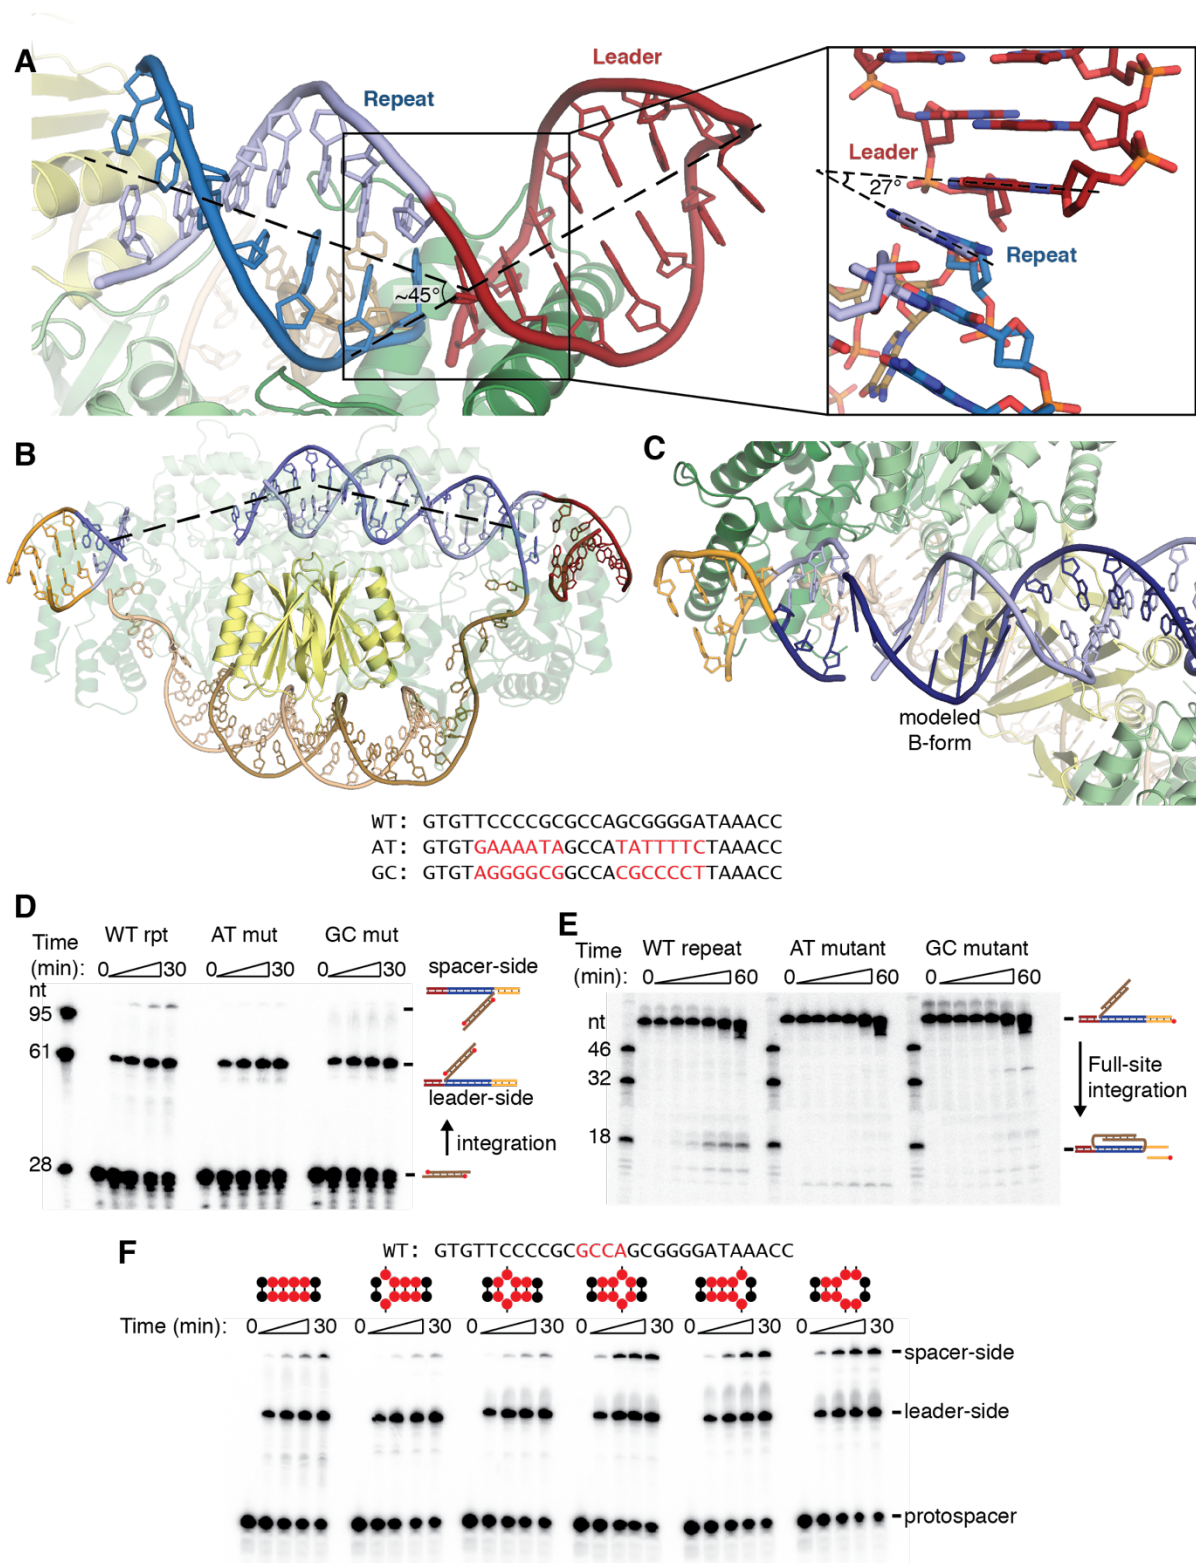 A
Leader
Repeat
~45°
Leader
27°
Repeat
B
C
modeled
B-form
WT: GTGTTCCCCGCGCCAGCGGGGATAAACC
AT: GTGTGAAAATAGCCATATTTTCTAAACC
GC: GTGTAGGGGCGGCCACGCCCCTTAAACC
D
Time
(min):
WT rpt
AT mut
GC mut
0 30
0 30
0 30
nt
95
61
28
spacer-side
leader-side
integration
E
Time
(min):
WT repeat
AT mutant
GC mutant
0 60
0 60
0 60
nt
46
32
18
Full-site
integration
F
WT: GTGTTCCCCGCGCCAGCGGGGATAAACC
Time (min): 0 30 0 30 0 30 0 30 0 30 0 30
spacer-side
leader-side
protospacer